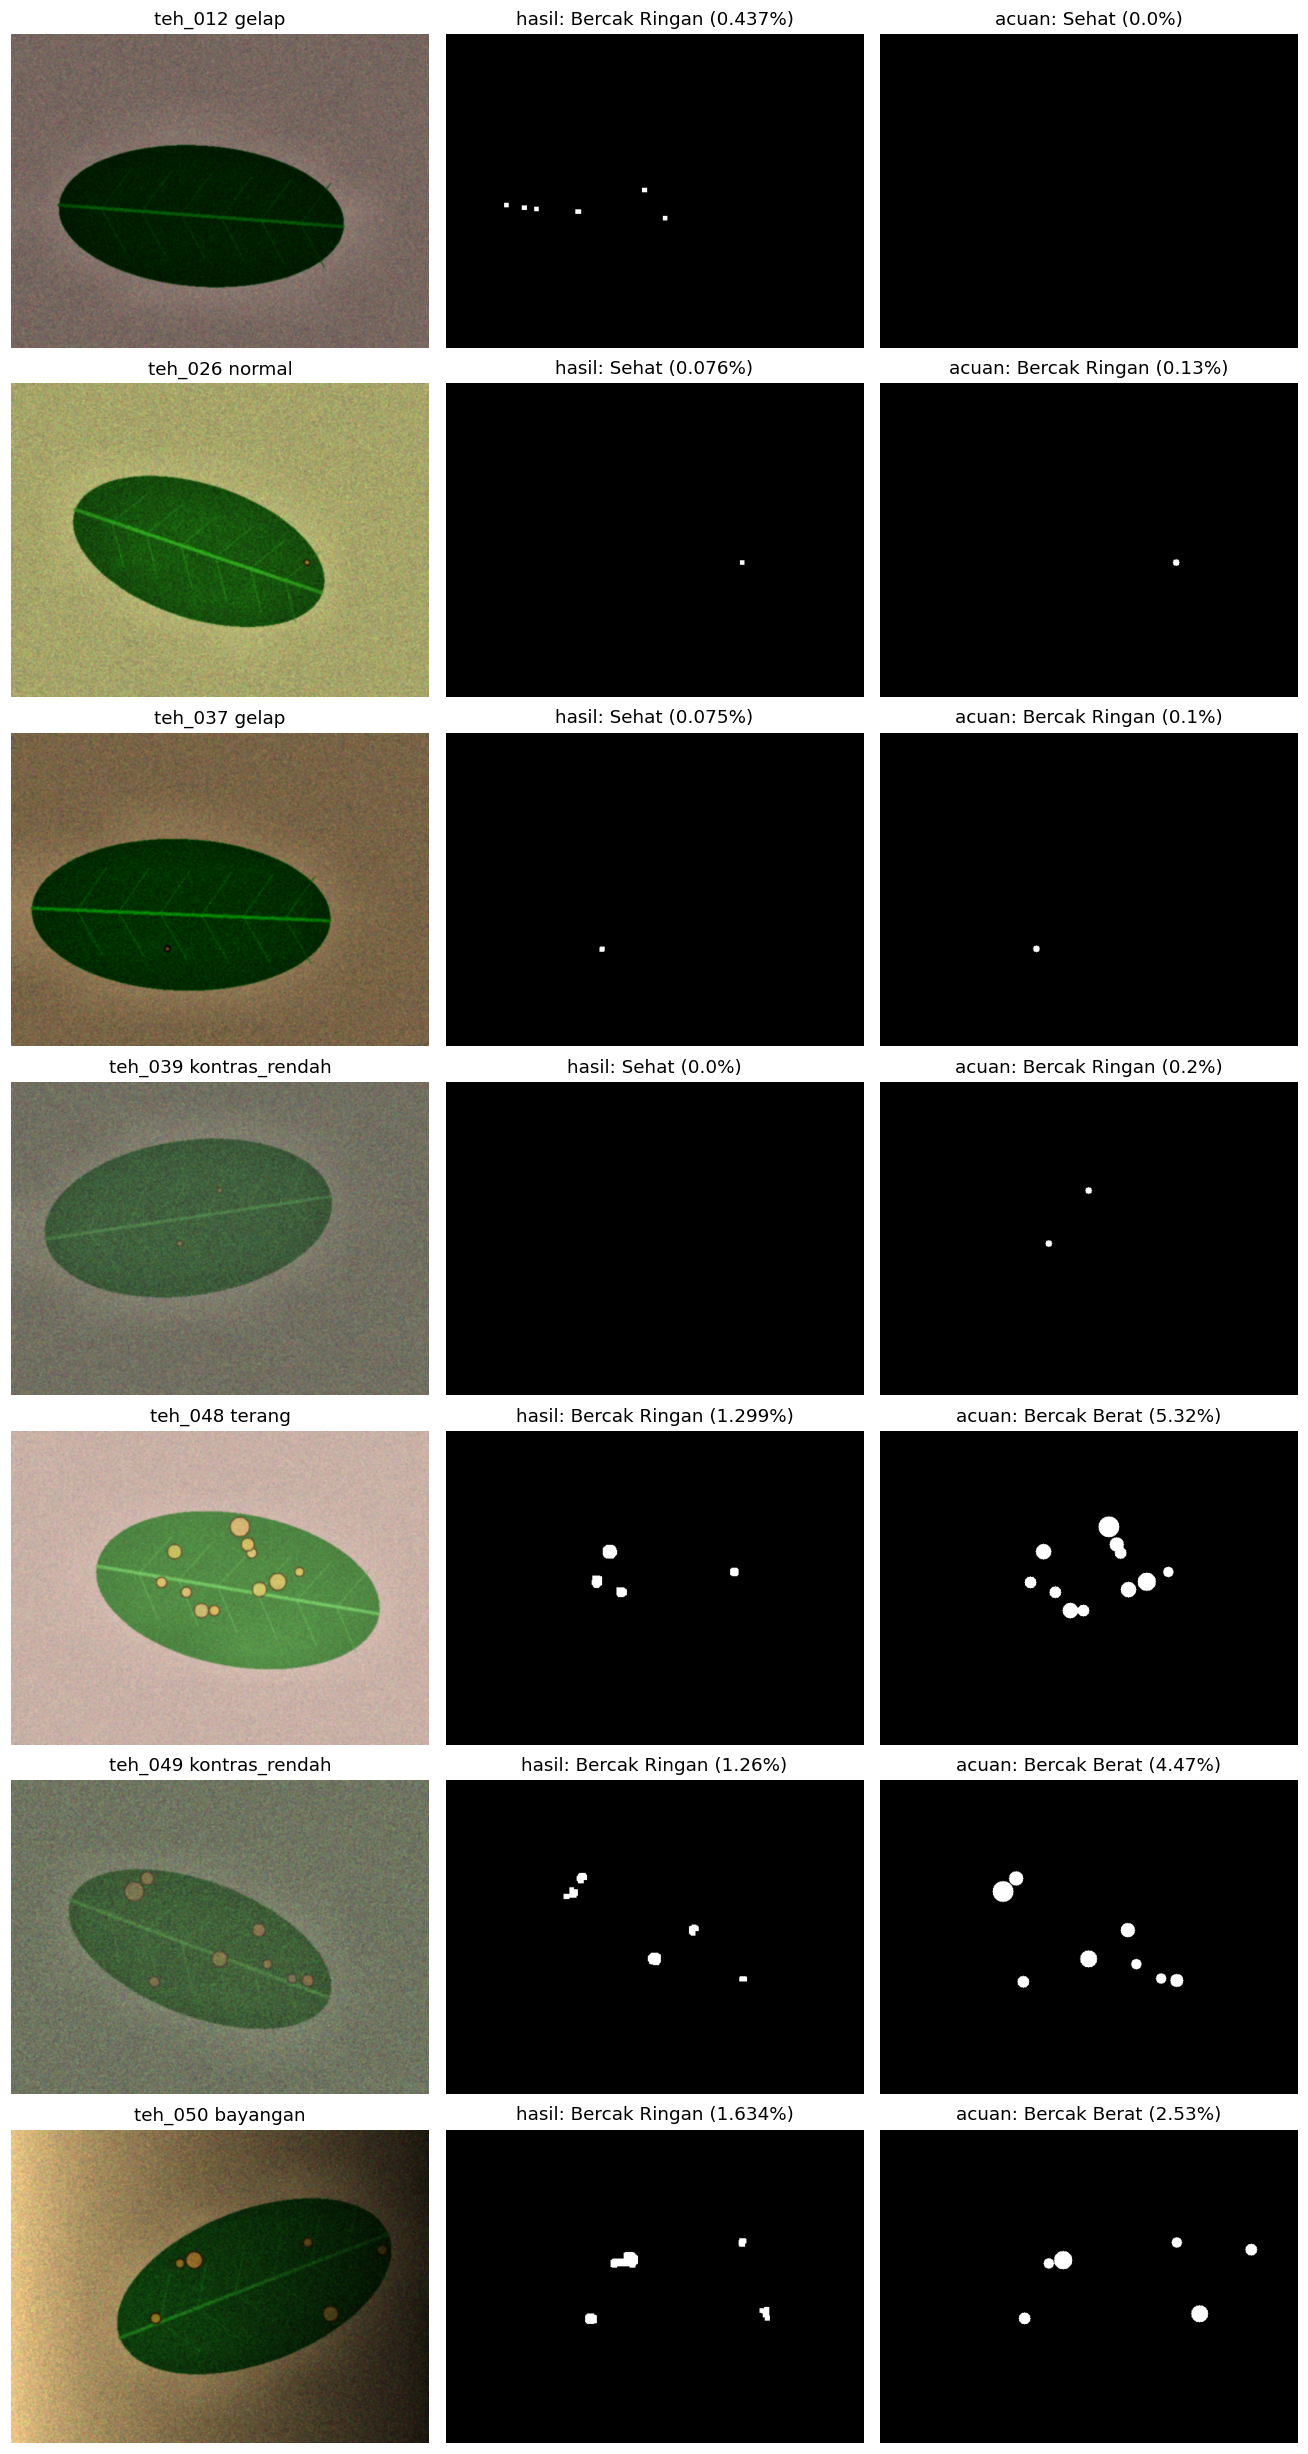 teh_012 gelap
hasil: Bercak Ringan (0.437%)
acuan: Sehat (0.0%)
teh_026 normal
hasil: Sehat (0.076%)
acuan: Bercak Ringan (0.13%)
teh_037 gelap
hasil: Sehat (0.075%)
acuan: Bercak Ringan (0.1%)
teh_039 kontras_rendah
hasil: Sehat (0.0%)
acuan: Bercak Ringan (0.2%)
teh_048 terang
hasil: Bercak Ringan (1.299%)
acuan: Bercak Berat (5.32%)
teh_049 kontras_rendah
hasil: Bercak Ringan (1.26%)
acuan: Bercak Berat (4.47%)
teh_050 bayangan
hasil: Bercak Ringan (1.634%)
acuan: Bercak Berat (2.53%)